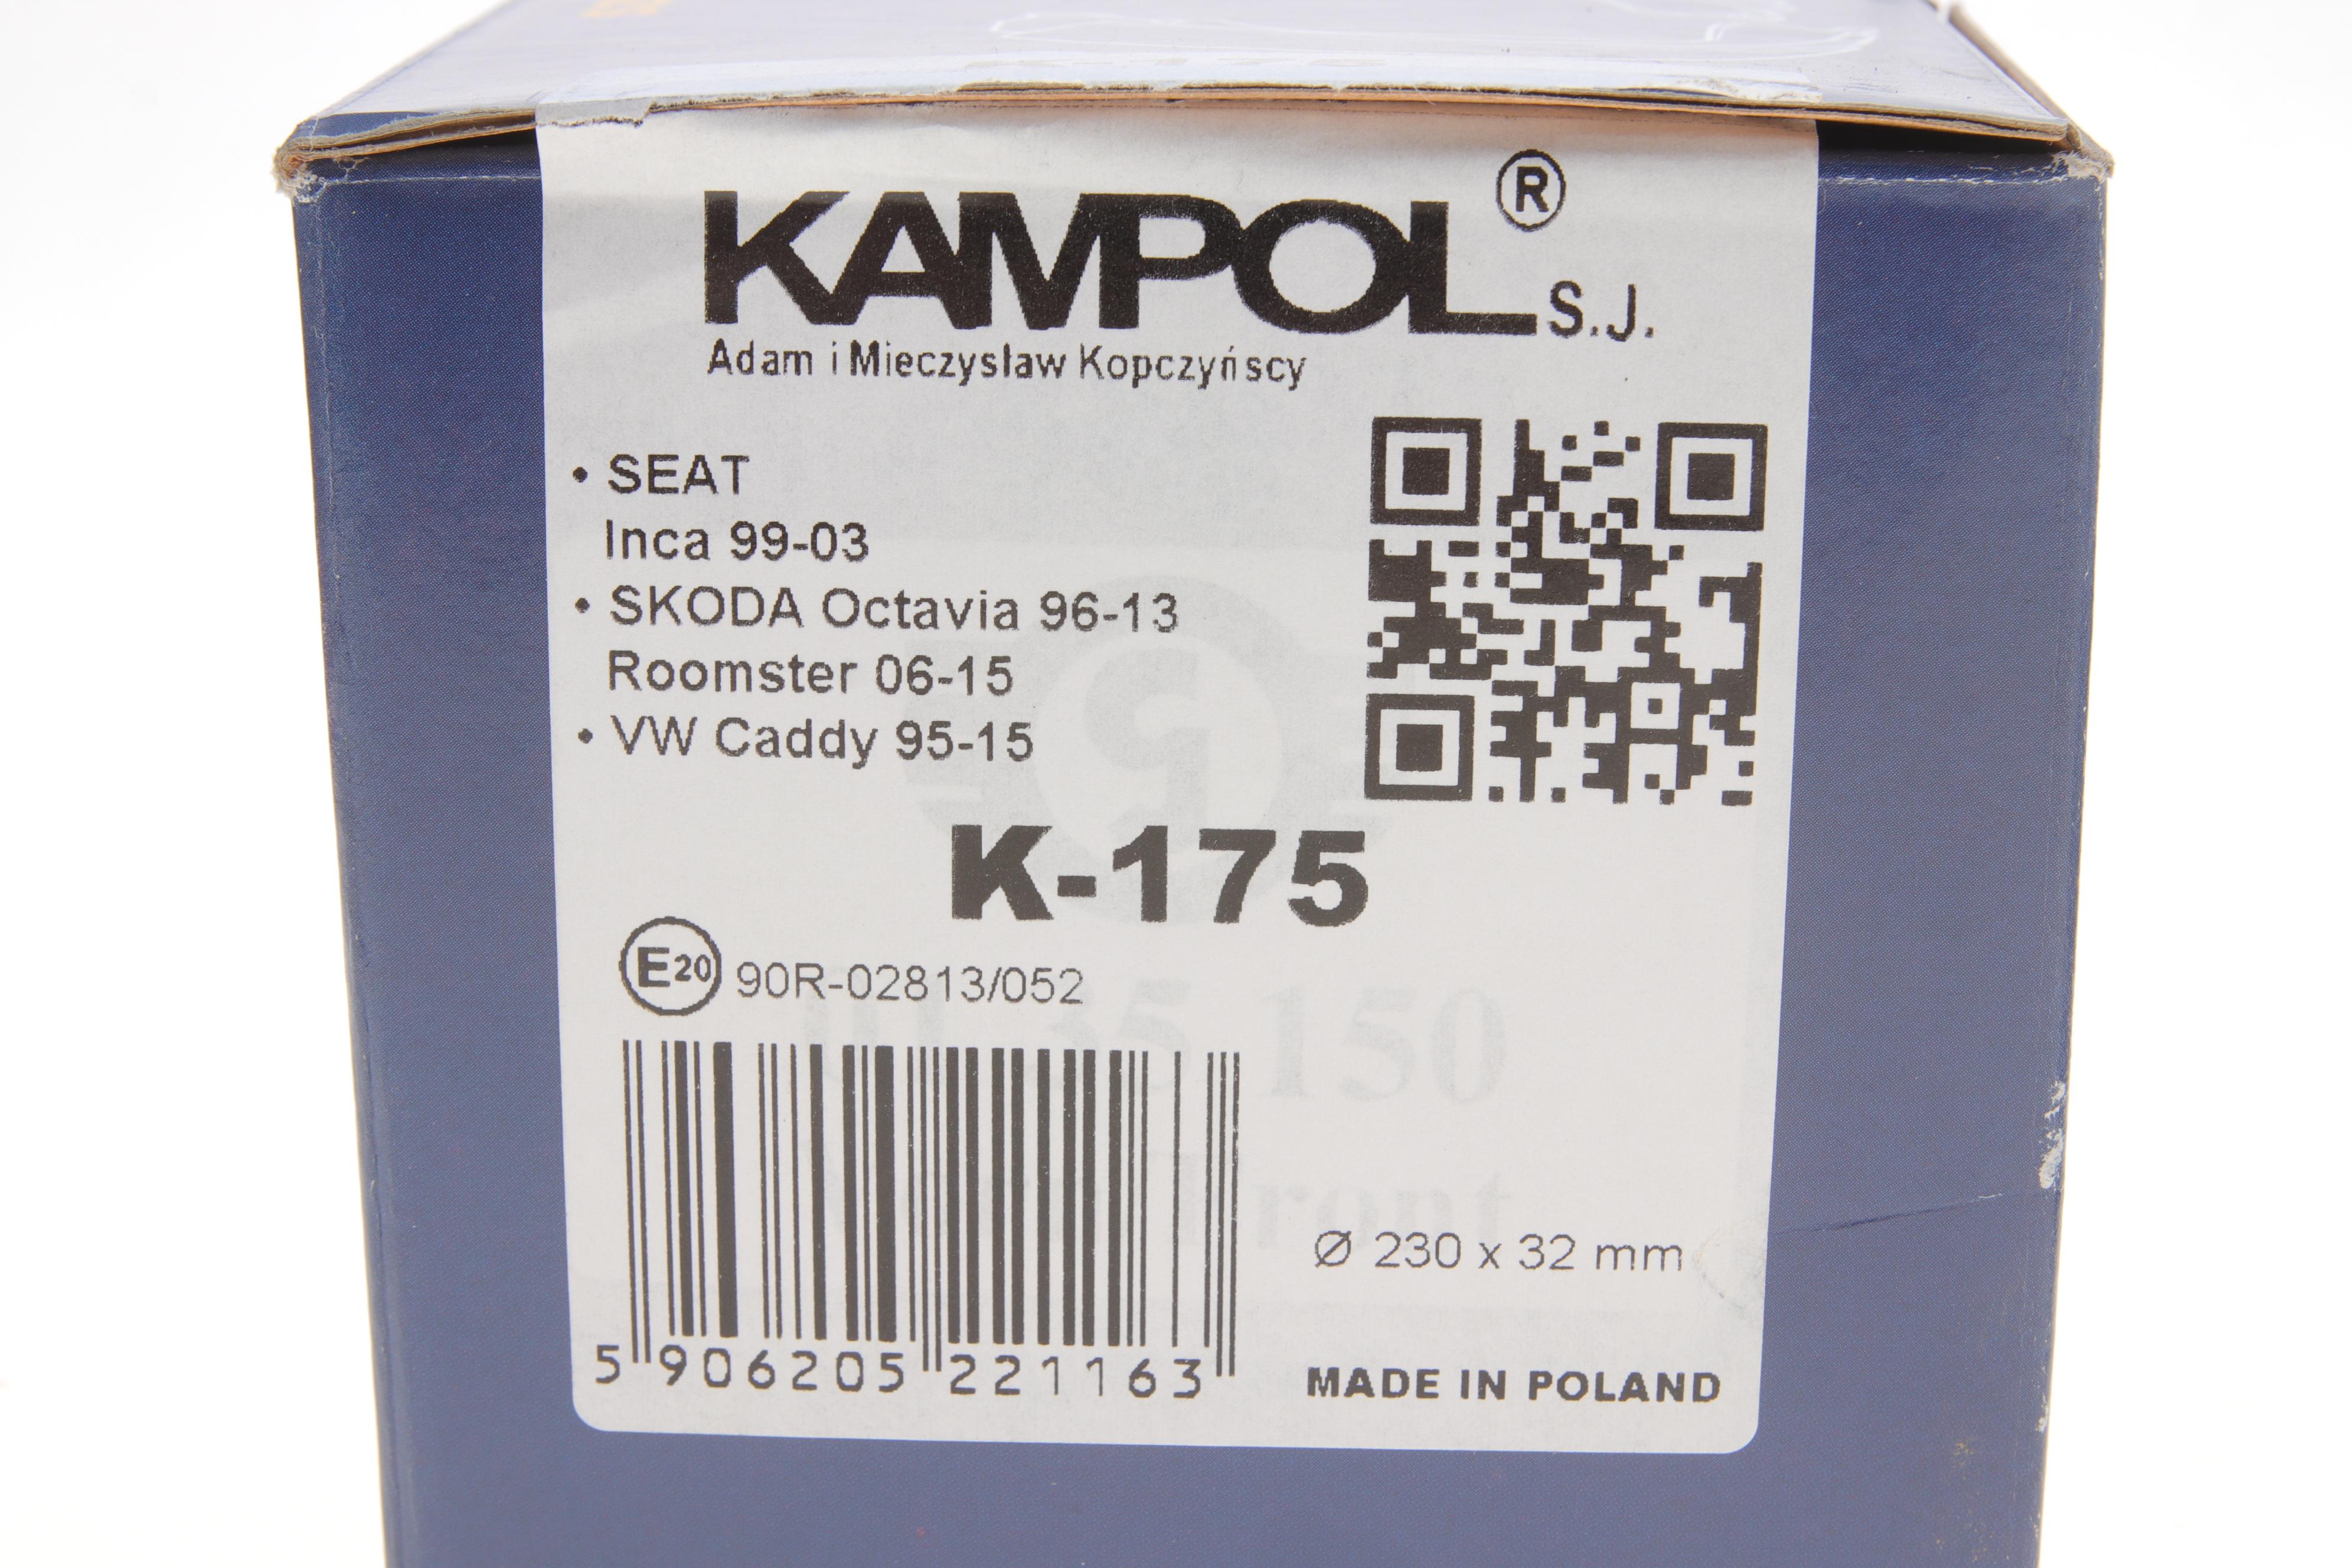 KAMPOL® S.J.
Adam i Mieczysław Kopczyńscy
• SEAT
Inca 99-03
• SKODA Octavia 96-13
Roomster 06-15
• VW Caddy 95-15
K-175
E20 90R-02813/052
Ø 230 x 32 mm
5 906205 221163
MADE IN POLAND